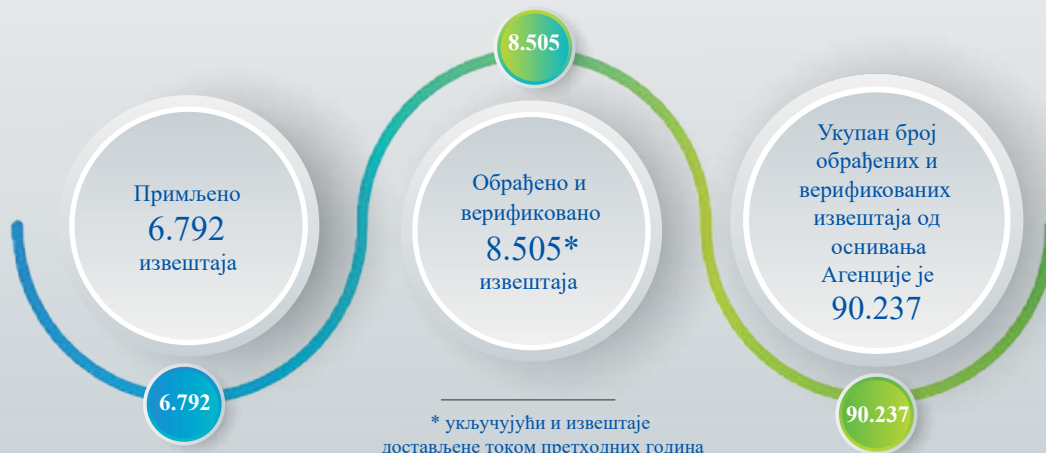 8.505
Примљено
6.792
извештаја
6.792
Обрађено и
верификовано
8.505*
извештаја
Укупан број
обрађених и
верификованих
извештаја од
оснивања
Агенције је
90.237
90.237
* укључујући и извештаје
достављене током претходних година